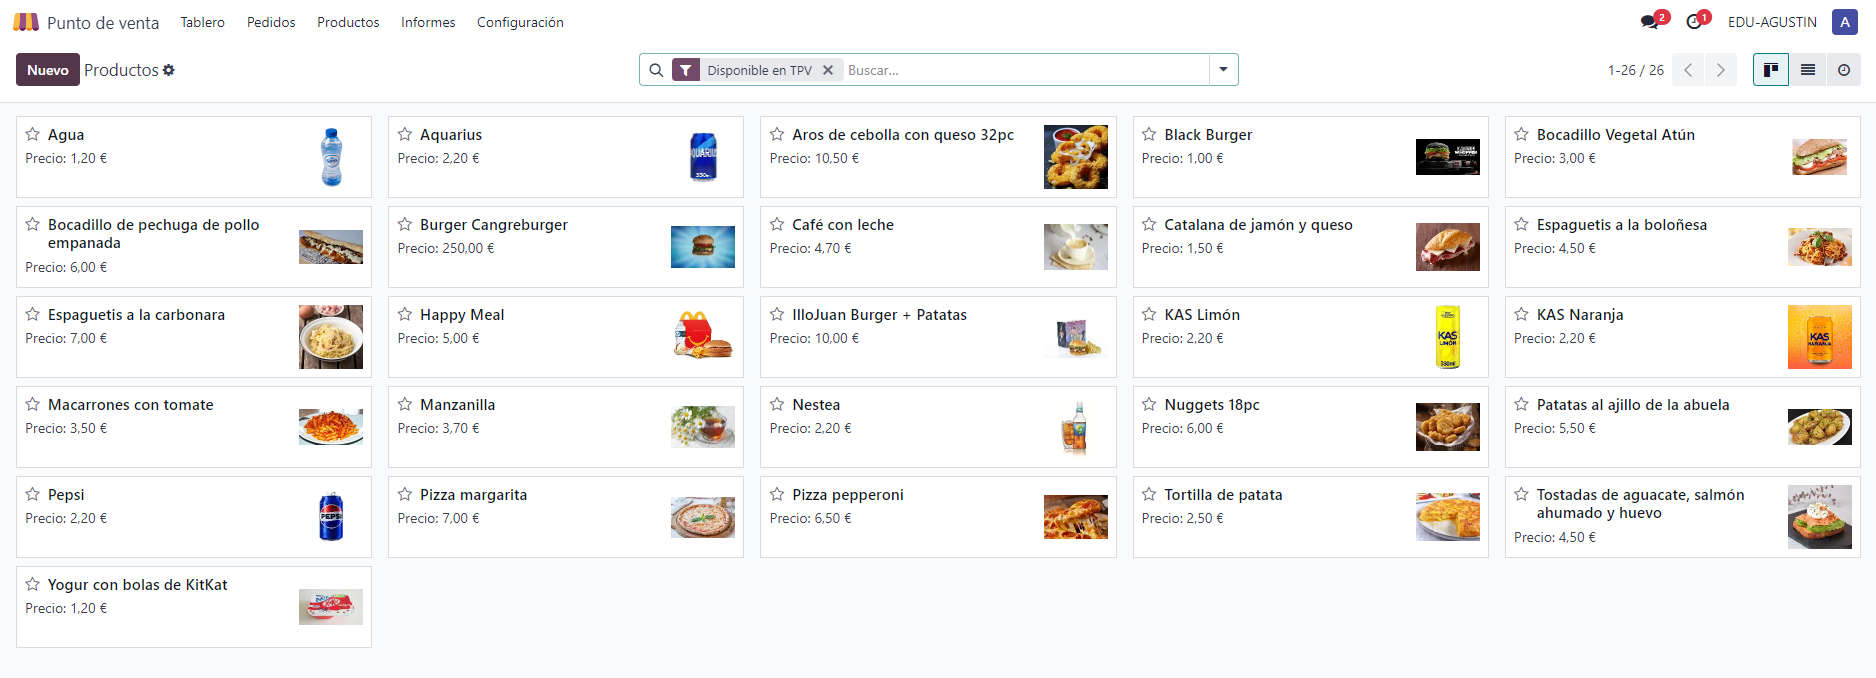 Punto de venta Tablero Pedidos Productos Informes Configuración 2 1 EDU-AGUSTIN A
Nuevo Productos Disponible en TPV Buscar... 1-26 / 26
Agua
Precio: 1,20 €
Aquarius
Precio: 2,20 €
AQUARIUS
330ml
Aros de cebolla con queso 32pc
Precio: 10,50 €
Black Burger
Precio: 1,00 €
WHOPPER
Bocadillo Vegetal Atún
Precio: 3,00 €
Bocadillo de pechuga de pollo
empanada
Precio: 6,00 €
Burger Cangreburger
Precio: 250,00 €
Café con leche
Precio: 4,70 €
Catalana de jamón y queso
Precio: 1,50 €
Espaguetis a la boloñesa
Precio: 4,50 €
Espaguetis a la carbonara
Precio: 7,00 €
Happy Meal
Precio: 5,00 €
IlloJuan Burger + Patatas
Precio: 10,00 €
KAS Limón
Precio: 2,20 €
KAS
LIMÓN
330ml
KAS Naranja
Precio: 2,20 €
KAS
NARANJA
Macarrones con tomate
Precio: 3,50 €
Manzanilla
Precio: 3,70 €
Nestea
Precio: 2,20 €
Nuggets 18pc
Precio: 6,00 €
Patatas al ajillo de la abuela
Precio: 5,50 €
Pepsi
Precio: 2,20 €
PEPSI
Pizza margarita
Precio: 7,00 €
Pizza pepperoni
Precio: 6,50 €
Tortilla de patata
Precio: 2,50 €
Tostadas de aguacate, salmón
ahumado y huevo
Precio: 4,50 €
Yogur con bolas de KitKat
Precio: 1,20 €